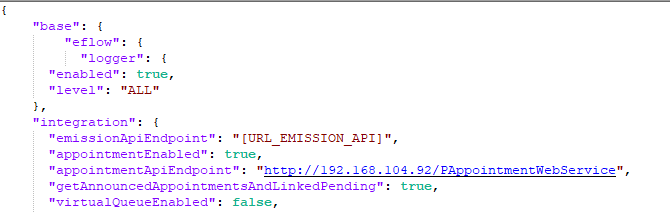 {
"base": {
"eflow": {
"logger": {
"enabled": true,
"level": "ALL"
},
"integration": {
"emissionApiEndpoint": "[URL_EMISSION_API]",
"appointmentEnabled": true,
"appointmentApiEndpoint": "http://192.168.104.92/PAppointmentWebService",
"getAnnouncedAppointmentsAndLinkedPending": true,
"virtualQueueEnabled": false,